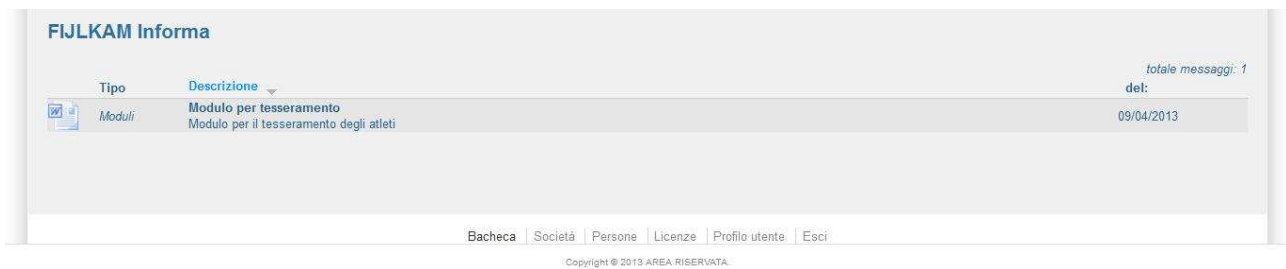 FIJLKAM Informa
totale messaggi: 1
Tipo Descrizione del:
Moduli Modulo per tesseramento 09/04/2013
Modulo per il tesseramento degli atleti
Bacheca Società Persone Licenze Profilo utente Esci
Copyright © 2013 AREA RISERVATA.